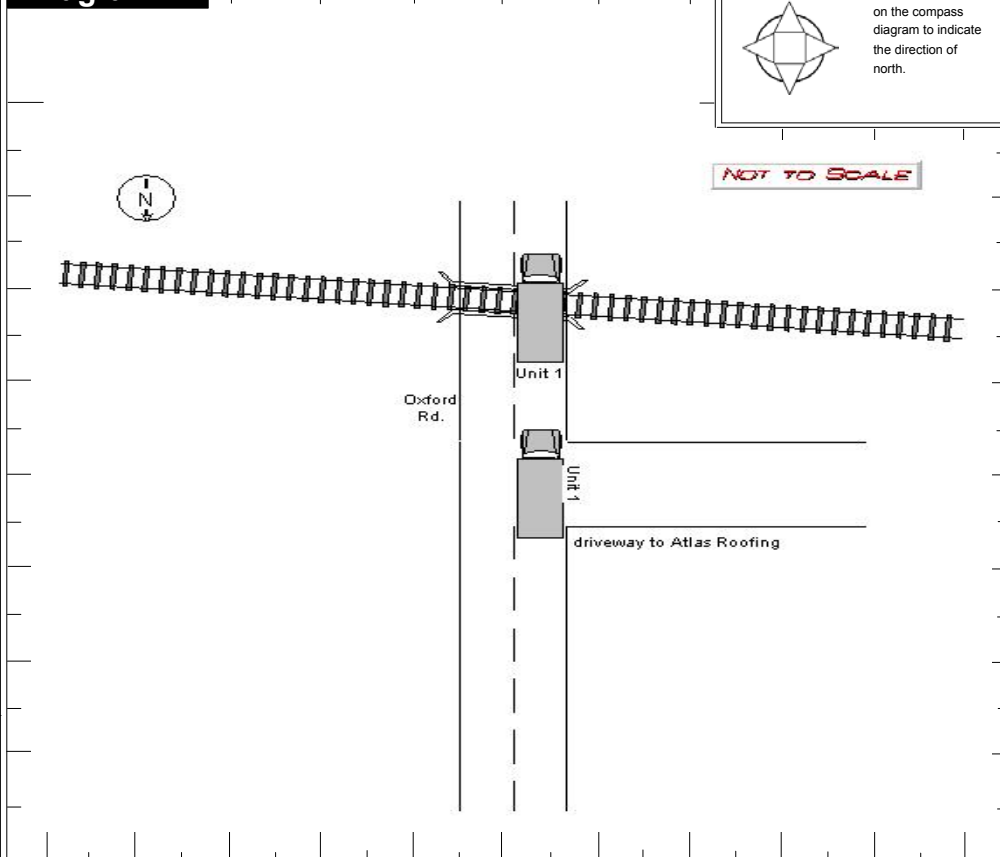 on the compass
diagram to indicate
the direction of
north.
NOT TO SCALE
N
Unit 1
Oxford
Rd.
Unit 1
driveway to Atlas Roofing